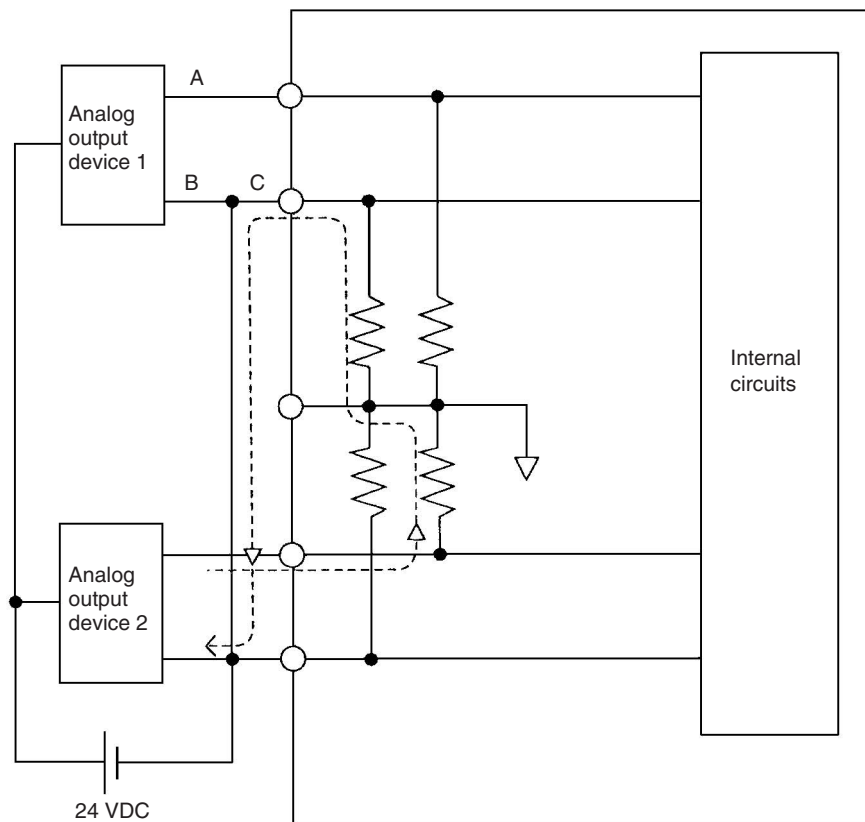 A
Analog
output
device 1
B
C
Internal
circuits
Analog
output
device 2
24 VDC